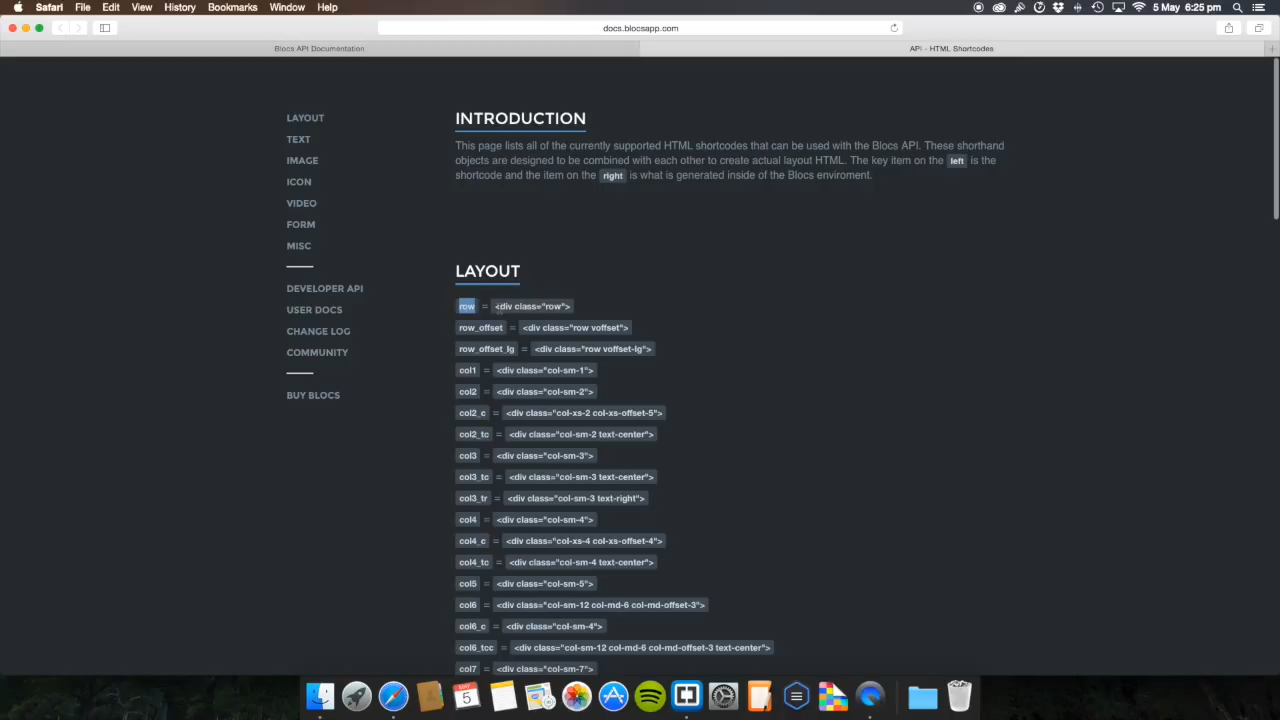 Safari File Edit View History Bookmarks Window Help 5 May 6:25 pm
docs.blocsapp.com
Blocs API Documentation API - HTML Shortcodes
LAYOUT
TEXT
IMAGE
ICON
VIDEO
FORM
MISC
DEVELOPER API
USER DOCS
CHANGE LOG
COMMUNITY
BUY BLOCS
INTRODUCTION
This page lists all of the currently supported HTML shortcodes that can be used with the Blocs API. These shorthand
objects are designed to be combined with each other to create actual layout HTML. The key item on the left is the
shortcode and the item on the right is what is generated inside of the Blocs enviroment.
LAYOUT
row = <div class="row">
row_offset = <div class="row voffset">
row_offset_lg = <div class="row voffset-lg">
col1 = <div class="col-sm-1">
col2 = <div class="col-sm-2">
col2_c = <div class="col-xs-2 col-xs-offset-5">
col2_tc = <div class="col-sm-2 text-center">
col3 = <div class="col-sm-3">
col3_tc = <div class="col-sm-3 text-center">
col3_tr = <div class="col-sm-3 text-right">
col4 = <div class="col-sm-4">
col4_c = <div class="col-xs-4 col-xs-offset-4">
col4_tc = <div class="col-sm-4 text-center">
col5 = <div class="col-sm-5">
col6 = <div class="col-sm-12 col-md-6 col-md-offset-3">
col6_c = <div class="col-sm-4">
col6_tcc = <div class="col-sm-12 col-md-6 col-md-offset-3 text-center">
col7 = <div class="col-sm-7">
MAY
5